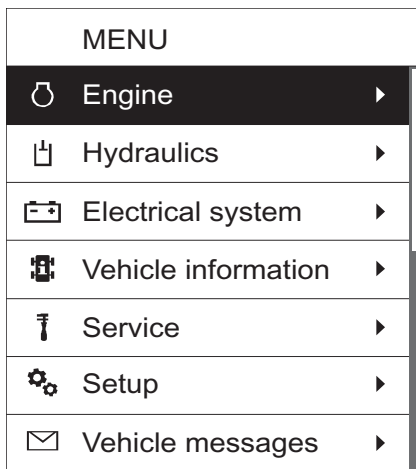 MENU
Engine
Hydraulics
Electrical system
Vehicle information
Service
Setup
Vehicle messages